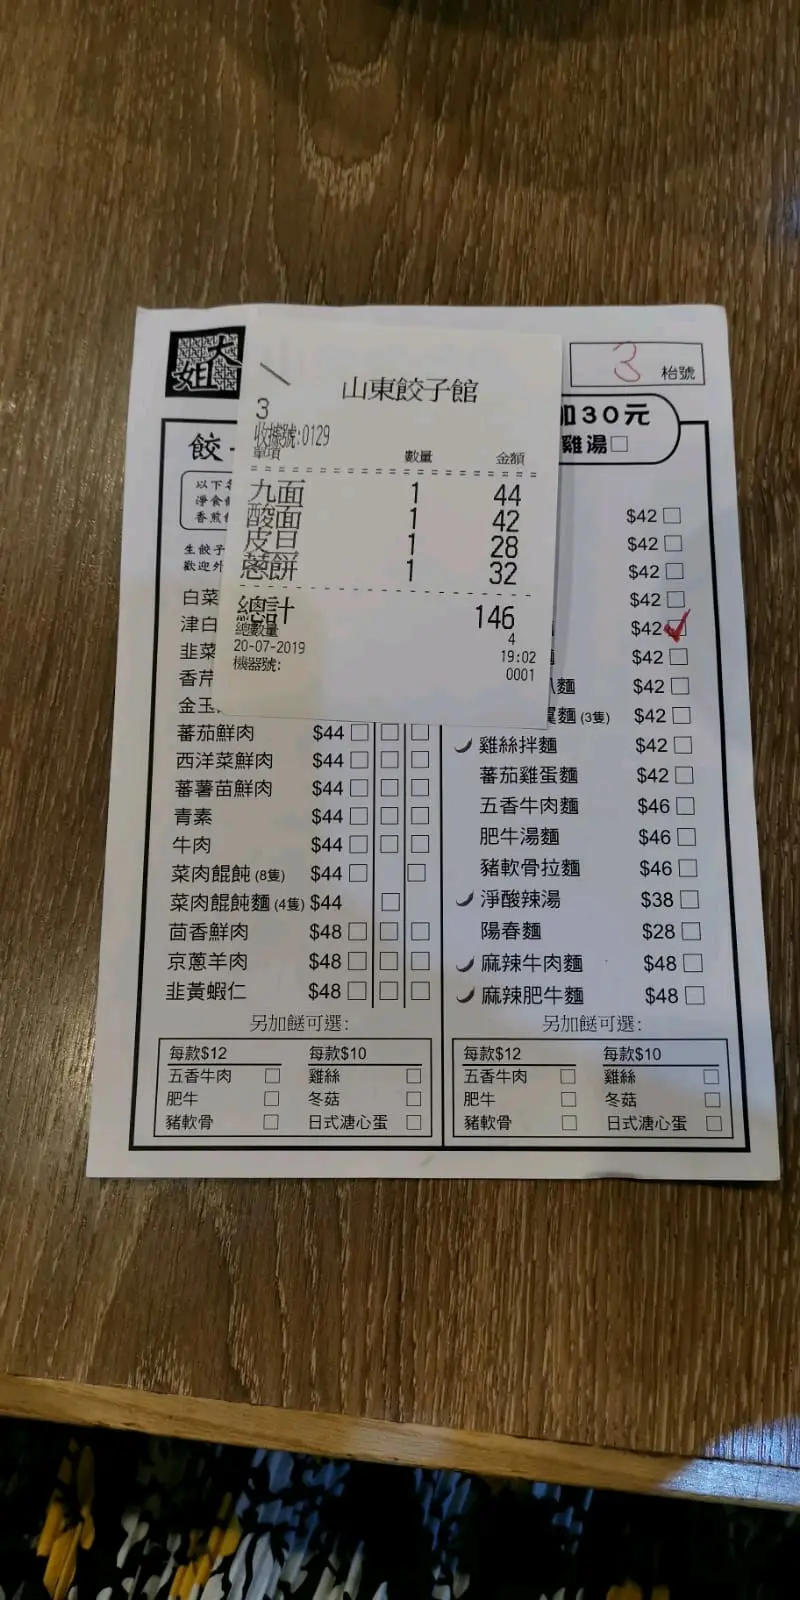 大姐
3 枱號
山東餃子館
3
收據號:0129
單項 數量 金額
九面 1 44
酸面 1 42
皮旦 1 28
蔥餅 1 32
總計 146
總數量 4
20-07-2019 19:02
機器號: 0001
加30元
雞湯
餃
以下
淨食
香煎
生餃子
歡迎外
白菜
津白
韭菜
香芹
金玉
蕃茄鮮肉 $44
西洋菜鮮肉 $44
蕃薯苗鮮肉 $44
青素 $44
牛肉 $44
菜肉餛飩 (8隻) $44
菜肉餛飩麵 (4隻) $44
茴香鮮肉 $48
京蔥羊肉 $48
韭黃蝦仁 $48
另加餸可選:
每款$12 每款$10
五香牛肉 雞絲
肥牛 冬菇
豬軟骨 日式溏心蛋
$42
$42
$42
$42
$42
$42
麵 $42
翼麵 (3隻) $42
雞絲拌麵 $42
蕃茄雞蛋麵 $42
五香牛肉麵 $46
肥牛湯麵 $46
豬軟骨拉麵 $46
淨酸辣湯 $38
陽春麵 $28
麻辣牛肉麵 $48
麻辣肥牛麵 $48
另加餸可選:
每款$12 每款$10
五香牛肉 雞絲
肥牛 冬菇
豬軟骨 日式溏心蛋